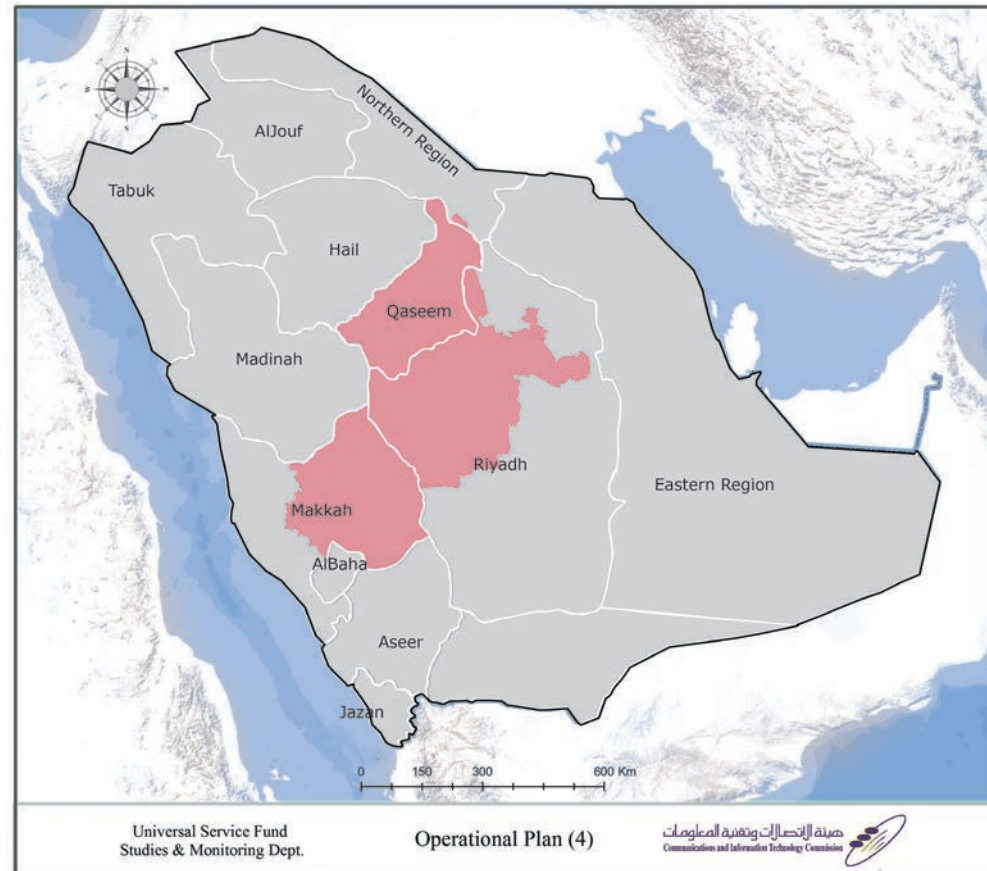 Northern Region
AlJouf
Tabuk
Hail
Qaseem
Madinah
Riyadh
Eastern Region
Makkah
AlBaha
Aseer
Jazan
0 150 300 600 Km
Universal Service Fund
Studies & Monitoring Dept.
Operational Plan (4)
هيئة الاتصالات وتقنية المعلومات
Communications and Information Technology Commission